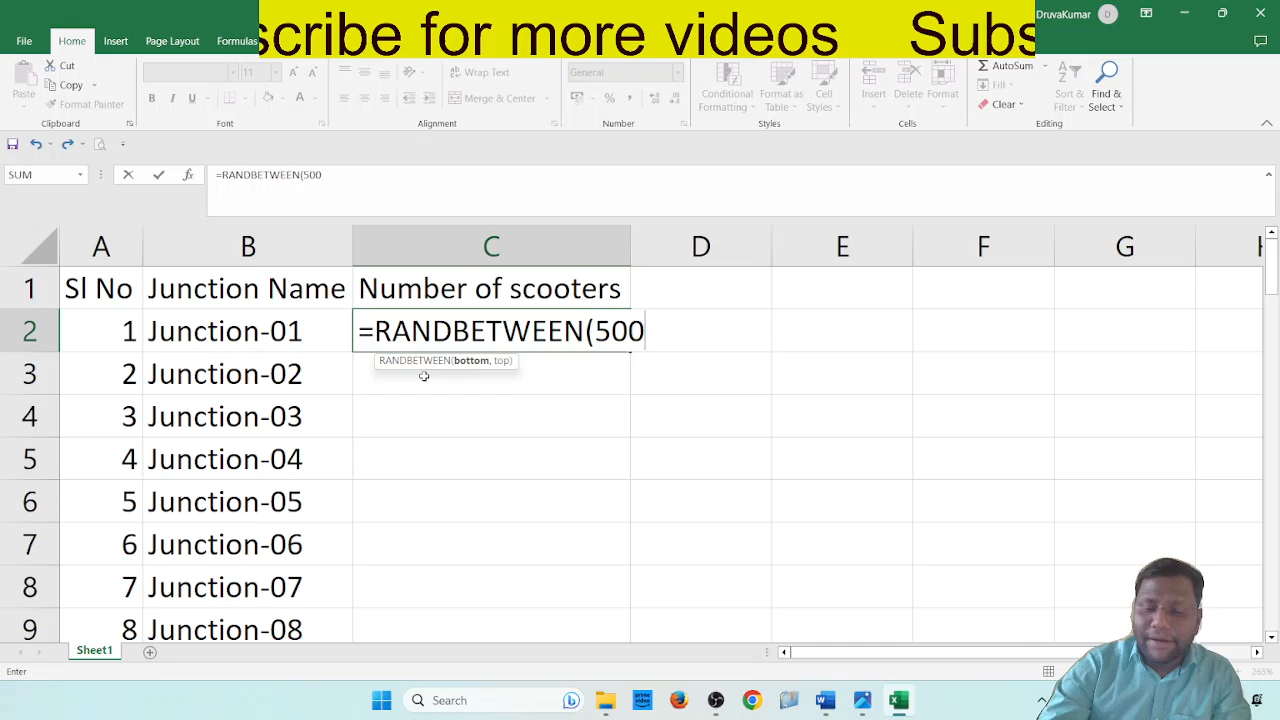 scribe for more videos Subs
DruvaKumar D
File Home Insert Page Layout Formulas
Cut
Copy
Format Painter
Paste
Clipboard
B I U
Font
Wrap Text
Merge & Center
Alignment
General
%
Number
Conditional Formatting
Format as Table
Cell Styles
Styles
Insert Delete Format
Cells
AutoSum
Fill
Clear
Sort & Filter
Find & Select
Editing
SUM
fx =RANDBETWEEN(500
A B C D E F G
1 Sl No Junction Name Number of scooters
2 1 Junction-01 =RANDBETWEEN(500
RANDBETWEEN(bottom, top)
3 2 Junction-02
4 3 Junction-03
5 4 Junction-04
6 5 Junction-05
7 6 Junction-06
8 7 Junction-07
9 8 Junction-08
Sheet1
Enter
265%
Search